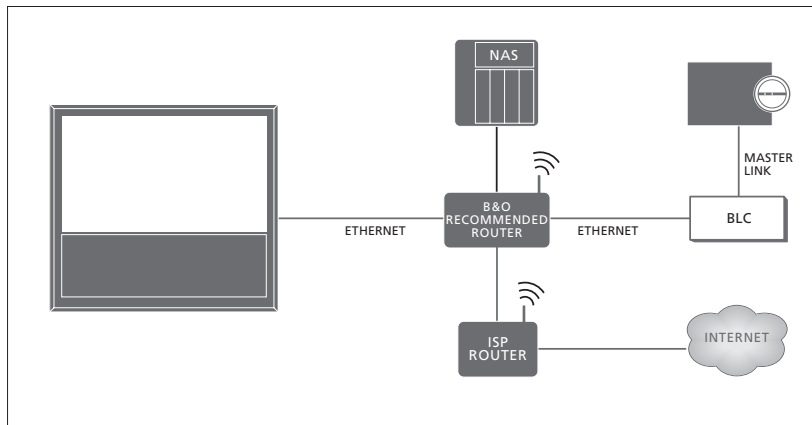 NAS
MASTER
LINK
B&O
RECOMMENDED
ROUTER
ETHERNET
ETHERNET
BLC
ISP
ROUTER
INTERNET